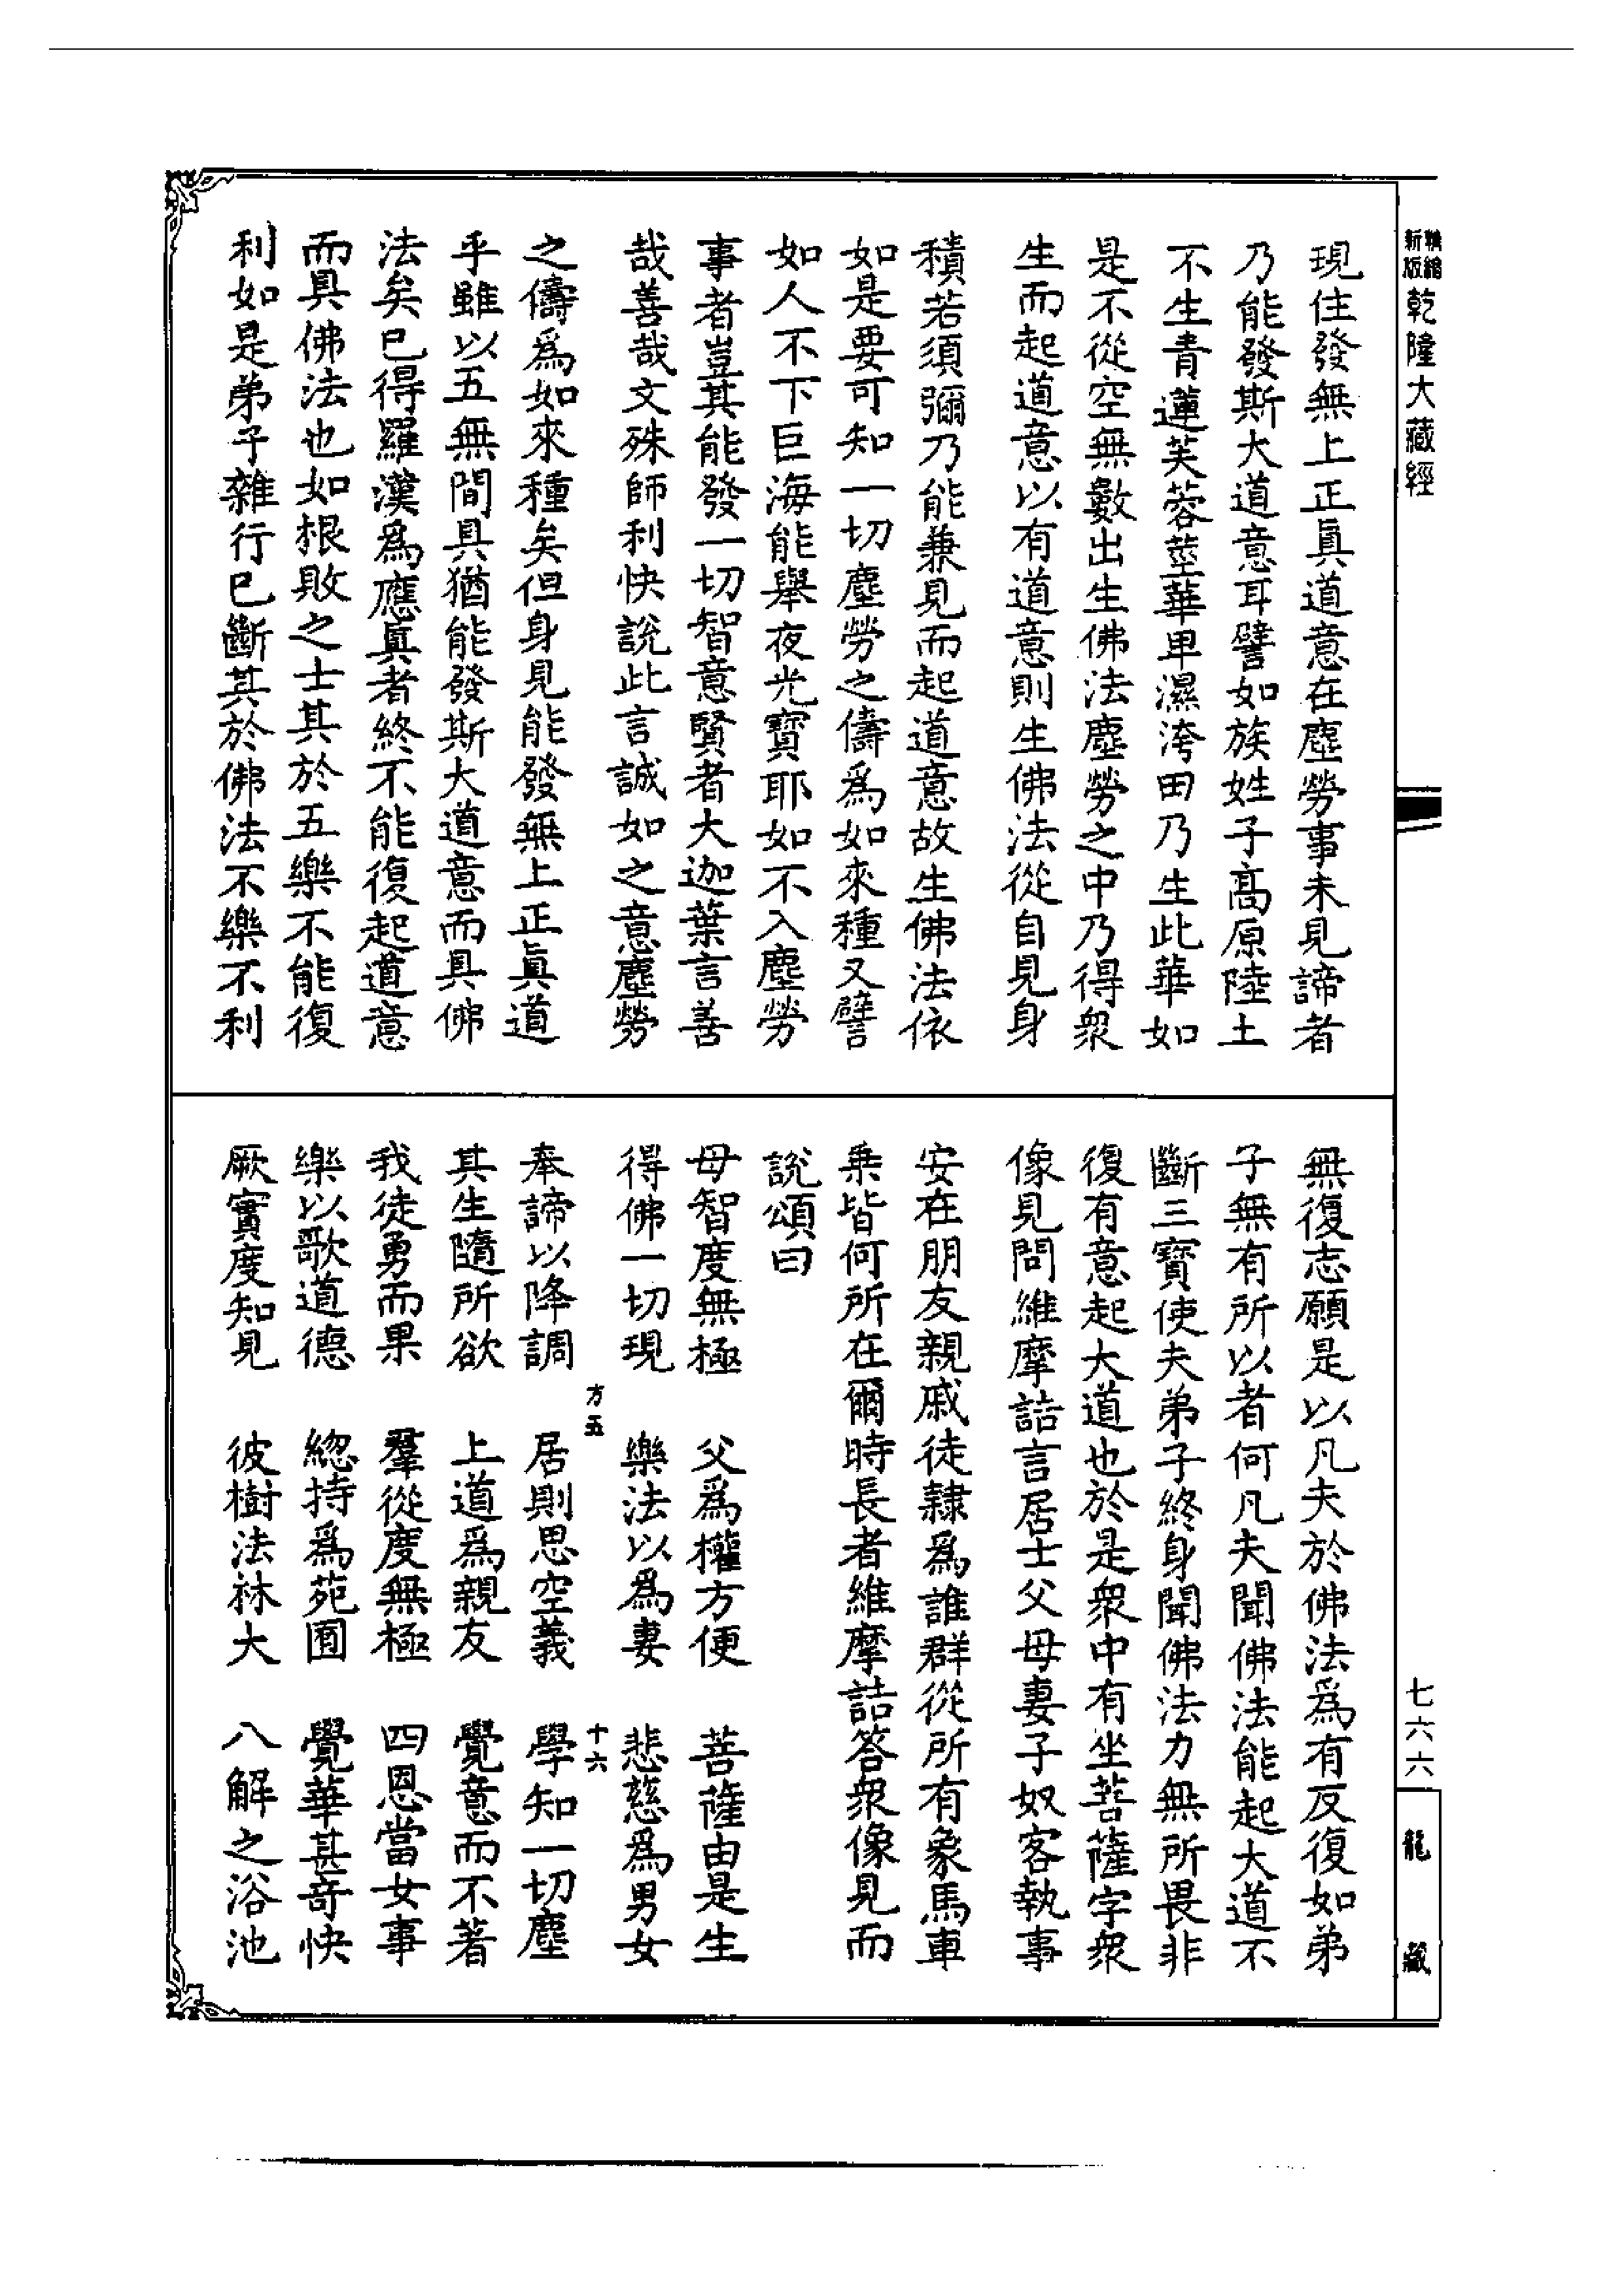 新版
乾隆大藏經
七六六
龍藏
現住發無上正真道意在塵勞事未見諦者
乃能發斯大道意耳譬如族姓子高原陸土
不生青蓮芙蓉莖華卑濕洿田乃生此華如
是不從空無數出生佛法塵勞之中乃得眾
生而起道意以有道意則生佛法從自見身
積若須彌乃能兼見而起道意故生佛法依
如是要可知一切塵勞之儔為如來種又譬
如人不下巨海能舉夜光寶耶如不入塵勞
事者豈其能發一切智意賢者大迦葉言善
哉善哉文殊師利快說此言誠如之意塵勞
之儔為如來種矣但身見能發無上正真道
乎雖以五無間具猶能發斯大道意而具佛
法矣已得羅漢為應真者終不能復起道意
而具佛法也如根敗之士其於五樂不能復
利如是弟子雜行已斷其於佛法不樂不利
無復志願是以凡夫於佛法為有反復如弟
子無有所以者何凡夫聞佛法能起大道不
斷三寶使夫弟子終身聞佛法力無所畏非
復有意起大道也於是眾中有坐菩薩字眾
像見問維摩詰言居士父母妻子奴客執事
安在朋友親戚徒隸為誰群從所有象馬車
乘皆何所在爾時長者維摩詰答眾像見而
說頌曰
母智度無極　父為權方便　菩薩由是生
得佛一切現　樂法以為妻　悲慈為男女
方五　十六
奉諦以降調　居則思空義　學知一切塵
其生隨所欲　上道為親友　覺意而不著
我徒勇而果　羣從度無極　四恩當女事
樂以歌道德　緫持為苑囿　覺華甚奇快
厥實度知見　彼樹法林大　八解之浴池